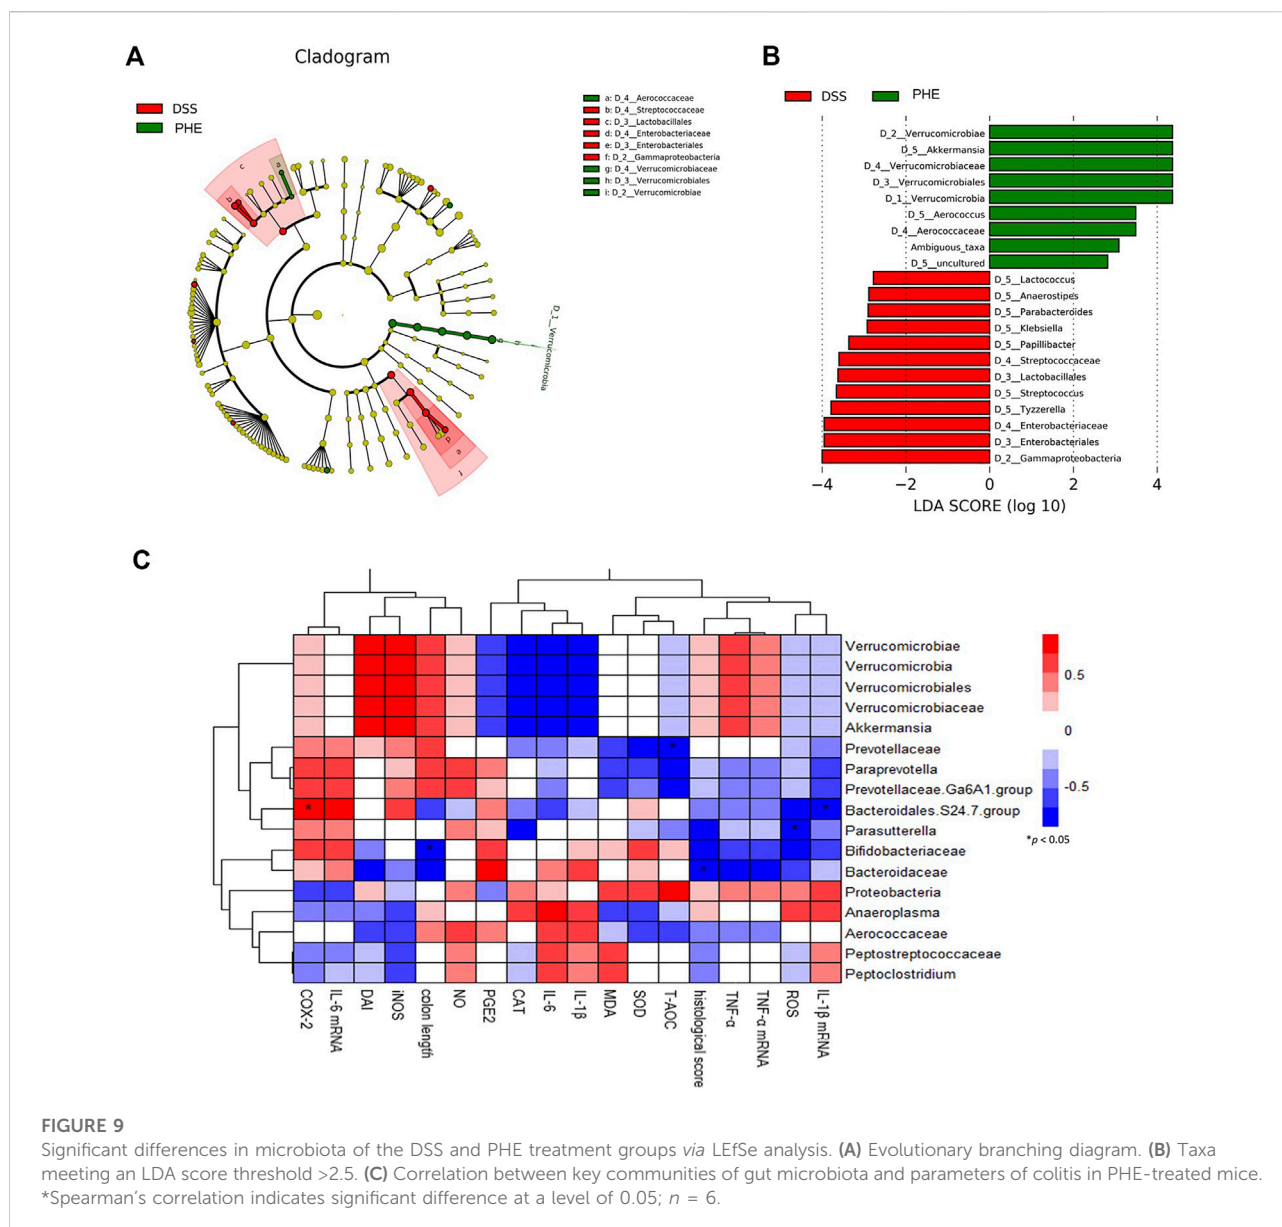 A
Cladogram
DSS
PHE
a: D_4__Aerococcaceae
b: D_4__Streptococcaceae
c: D_3__Lactobacillales
d: D_4__Enterobacteriaceae
e: D_3__Enterobacteriales
f: D_2__Gammaproteobacteria
g: D_4__Verrucomicrobiaceae
h: D_3__Verrucomicrobiales
i: D_2__Verrucomicrobiae
c
a
b
D_1__Verrucomicrobia
d
e
f
B
DSS PHE
D_2__Verrucomicrobiae
D_5__Akkermansia
D_4__Verrucomicrobiaceae
D_3__Verrucomicrobiales
D_1__Verrucomicrobia
D_5__Aerococcus
D_4__Aerococcaceae
Ambiguous_taxa
D_5__uncultured
D_5__Lactococcus
D_5__Anaerostipes
D_5__Parabacteroides
D_5__Klebsiella
D_5__Papillibacter
D_4__Streptococcaceae
D_3__Lactobacillales
D_5__Streptococcus
D_5__Tyzzerella
D_4__Enterobacteriaceae
D_3__Enterobacteriales
D_2__Gammaproteobacteria
−4 −2 0 2 4
LDA SCORE (log 10)
C
Verrucomicrobiae
Verrucomicrobia
Verrucomicrobiales
Verrucomicrobiaceae
Akkermansia
Prevotellaceae
*
Paraprevotella
Prevotellaceae.Ga6A1.group
* * Bacteroidales.S24.7.group
* Parasutterella
* Bifidobacteriaceae
* Bacteroidaceae
Proteobacteria
Anaeroplasma
Aerococcaceae
Peptostreptococcaceae
Peptoclostridium
0.5
0
-0.5
*p < 0.05
COX-2
IL-6 mRNA
DAI
iNOS
colon length
NO
PGE2
CAT
IL-6
IL-1β
MDA
SOD
T-AOC
histological score
TNF-α
TNF-α mRNA
ROS
IL-1β mRNA
FIGURE 9
Significant differences in microbiota of the DSS and PHE treatment groups via LEfSe analysis. (A) Evolutionary branching diagram. (B) Taxa
meeting an LDA score threshold >2.5. (C) Correlation between key communities of gut microbiota and parameters of colitis in PHE-treated mice.
*Spearman's correlation indicates significant difference at a level of 0.05; n = 6.